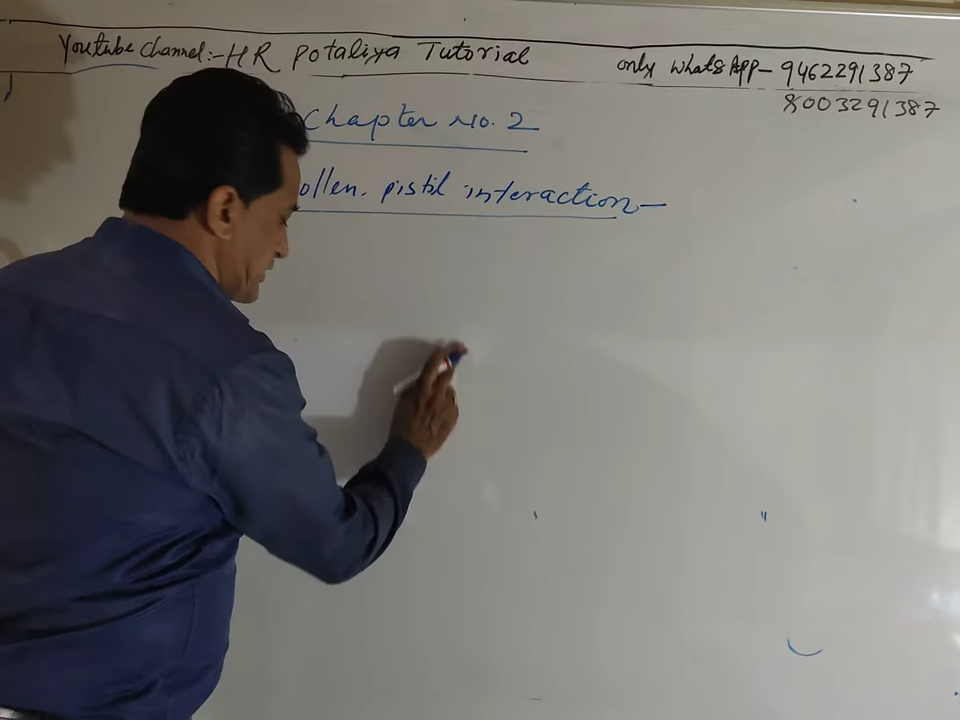 Youtube Channel:- HR Potaliya Tutorial only WhatsApp- 9462291387
8003291387
Chapter No. 2
ollen. pistil interaction-